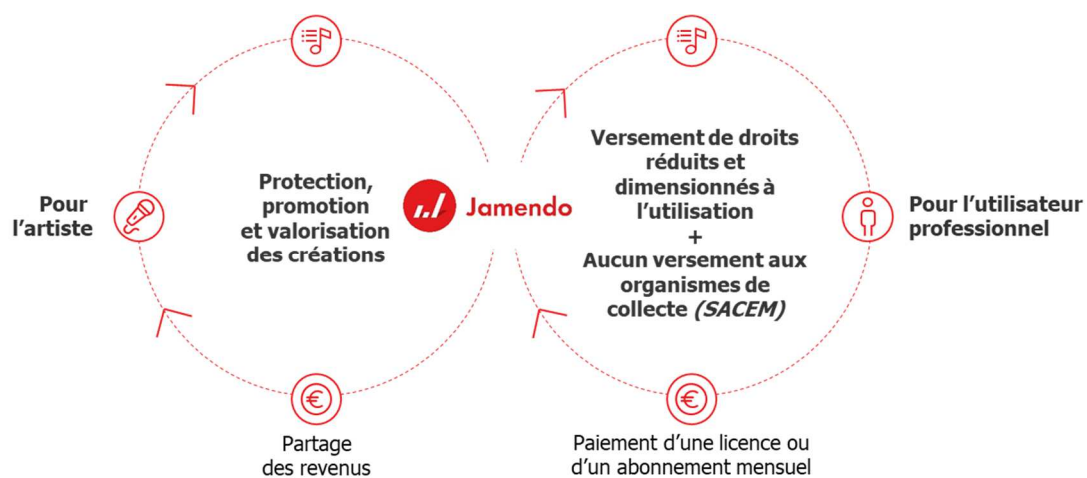 Pour
l'artiste
Protection,
promotion
et valorisation
des créations
Jamendo
Versement de droits
réduits et
dimensionnés à
l'utilisation
+
Aucun versement aux
organismes de
collecte (SACEM)
Pour l'utilisateur
professionnel
Partage
des revenus
Paiement d'une licence ou
d'un abonnement mensuel